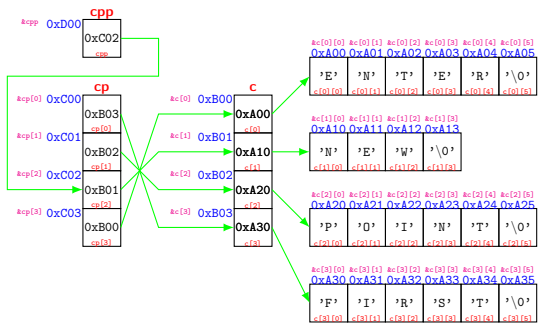 cpp
&cpp 0xD00
0xC02
cpp
cp
&cp[0] 0xC00
0xB03
cp[0]
&cp[1] 0xC01
0xB02
cp[1]
&cp[2] 0xC02
0xB01
cp[2]
&cp[3] 0xC03
0xB00
cp[3]
c
&c[0] 0xB00
0xA00
c[0]
&c[1] 0xB01
0xA10
c[1]
&c[2] 0xB02
0xA20
c[2]
&c[3] 0xB03
0xA30
c[3]
&c[0][0] &c[0][1] &c[0][2] &c[0][3] &c[0][4] &c[0][5]
0xA00 0xA01 0xA02 0xA03 0xA04 0xA05
'E' 'N' 'T' 'E' 'R' '\0'
c[0][0] c[0][1] c[0][2] c[0][3] c[0][4] c[0][5]
&c[1][0] &c[1][1] &c[1][2] &c[1][3]
0xA10 0xA11 0xA12 0xA13
'N' 'E' 'W' '\0'
c[1][0] c[1][1] c[1][2] c[1][3]
&c[2][0] &c[2][1] &c[2][2] &c[2][3] &c[2][4] &c[2][5]
0xA20 0xA21 0xA22 0xA23 0xA24 0xA25
'P' 'O' 'I' 'N' 'T' '\0'
c[2][0] c[2][1] c[2][2] c[2][3] c[2][4] c[2][5]
&c[3][0] &c[3][1] &c[3][2] &c[3][3] &c[3][4] &c[3][5]
0xA30 0xA31 0xA32 0xA33 0xA34 0xA35
'F' 'I' 'R' 'S' 'T' '\0'
c[3][0] c[3][1] c[3][2] c[3][3] c[3][4] c[3][5]